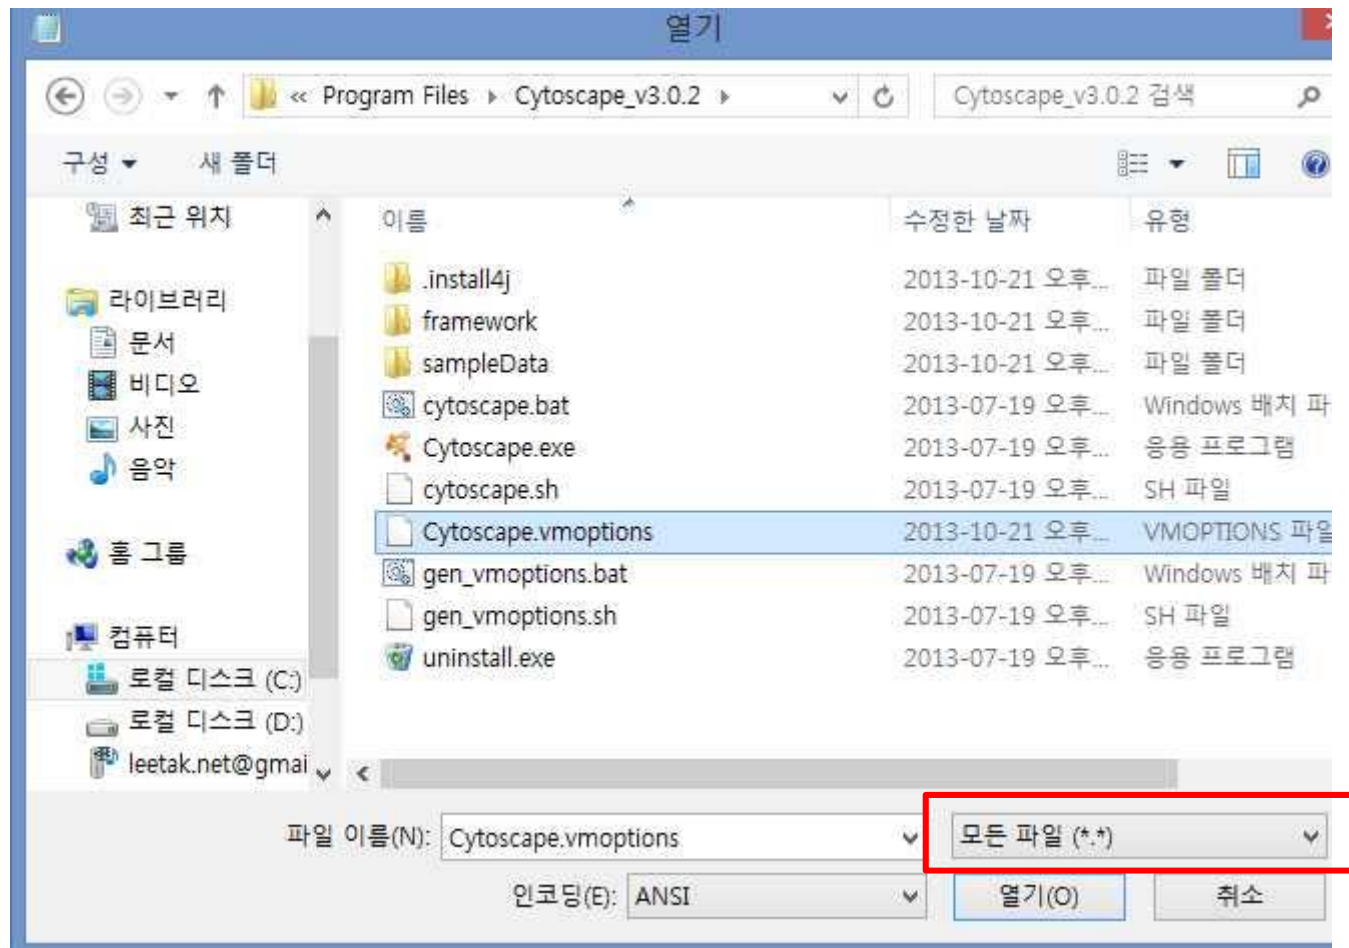 열기
« Program Files ▸ Cytoscape_v3.0.2 ▸
Cytoscape_v3.0.2 검색
구성 새 폴더
최근 위치
라이브러리
문서
비디오
사진
음악
홈 그룹
컴퓨터
로컬 디스크 (C:)
로컬 디스크 (D:)
leetak.net@gmai
이름 수정한 날짜 유형
.install4j 2013-10-21 오후... 파일 폴더
framework 2013-10-21 오후... 파일 폴더
sampleData 2013-10-21 오후... 파일 폴더
cytoscape.bat 2013-07-19 오후... Windows 배치 파
Cytoscape.exe 2013-07-19 오후... 응용 프로그램
cytoscape.sh 2013-07-19 오후... SH 파일
Cytoscape.vmoptions 2013-10-21 오후... VMOPTIONS 파일
gen_vmoptions.bat 2013-07-19 오후... Windows 배치 파
gen_vmoptions.sh 2013-07-19 오후... SH 파일
uninstall.exe 2013-07-19 오후... 응용 프로그램
파일 이름(N): Cytoscape.vmoptions 모든 파일 (*.*)
인코딩(E): ANSI 열기(O) 취소